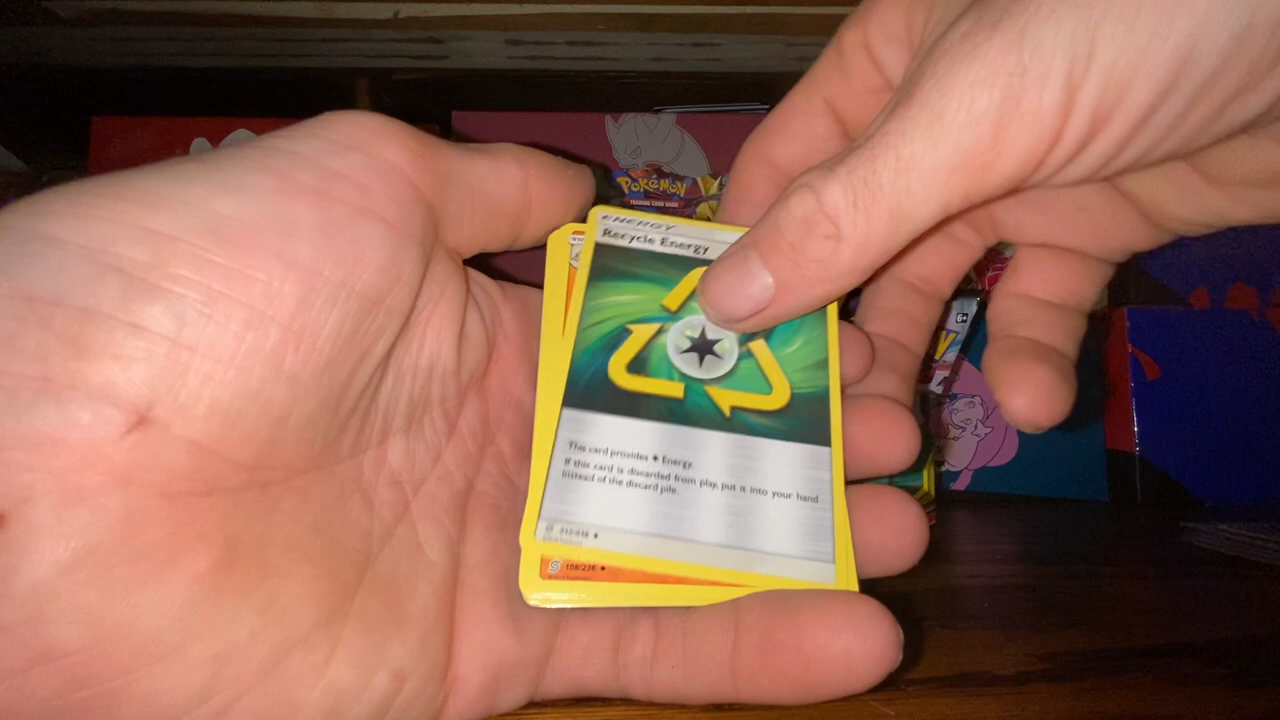 POKÉMON
TRADING CARD GAME
ENERGY
Recycle Energy
6+
V
This card provides Energy.
If this card is discarded from play, put it into your hand
instead of the discard pile.
108/236